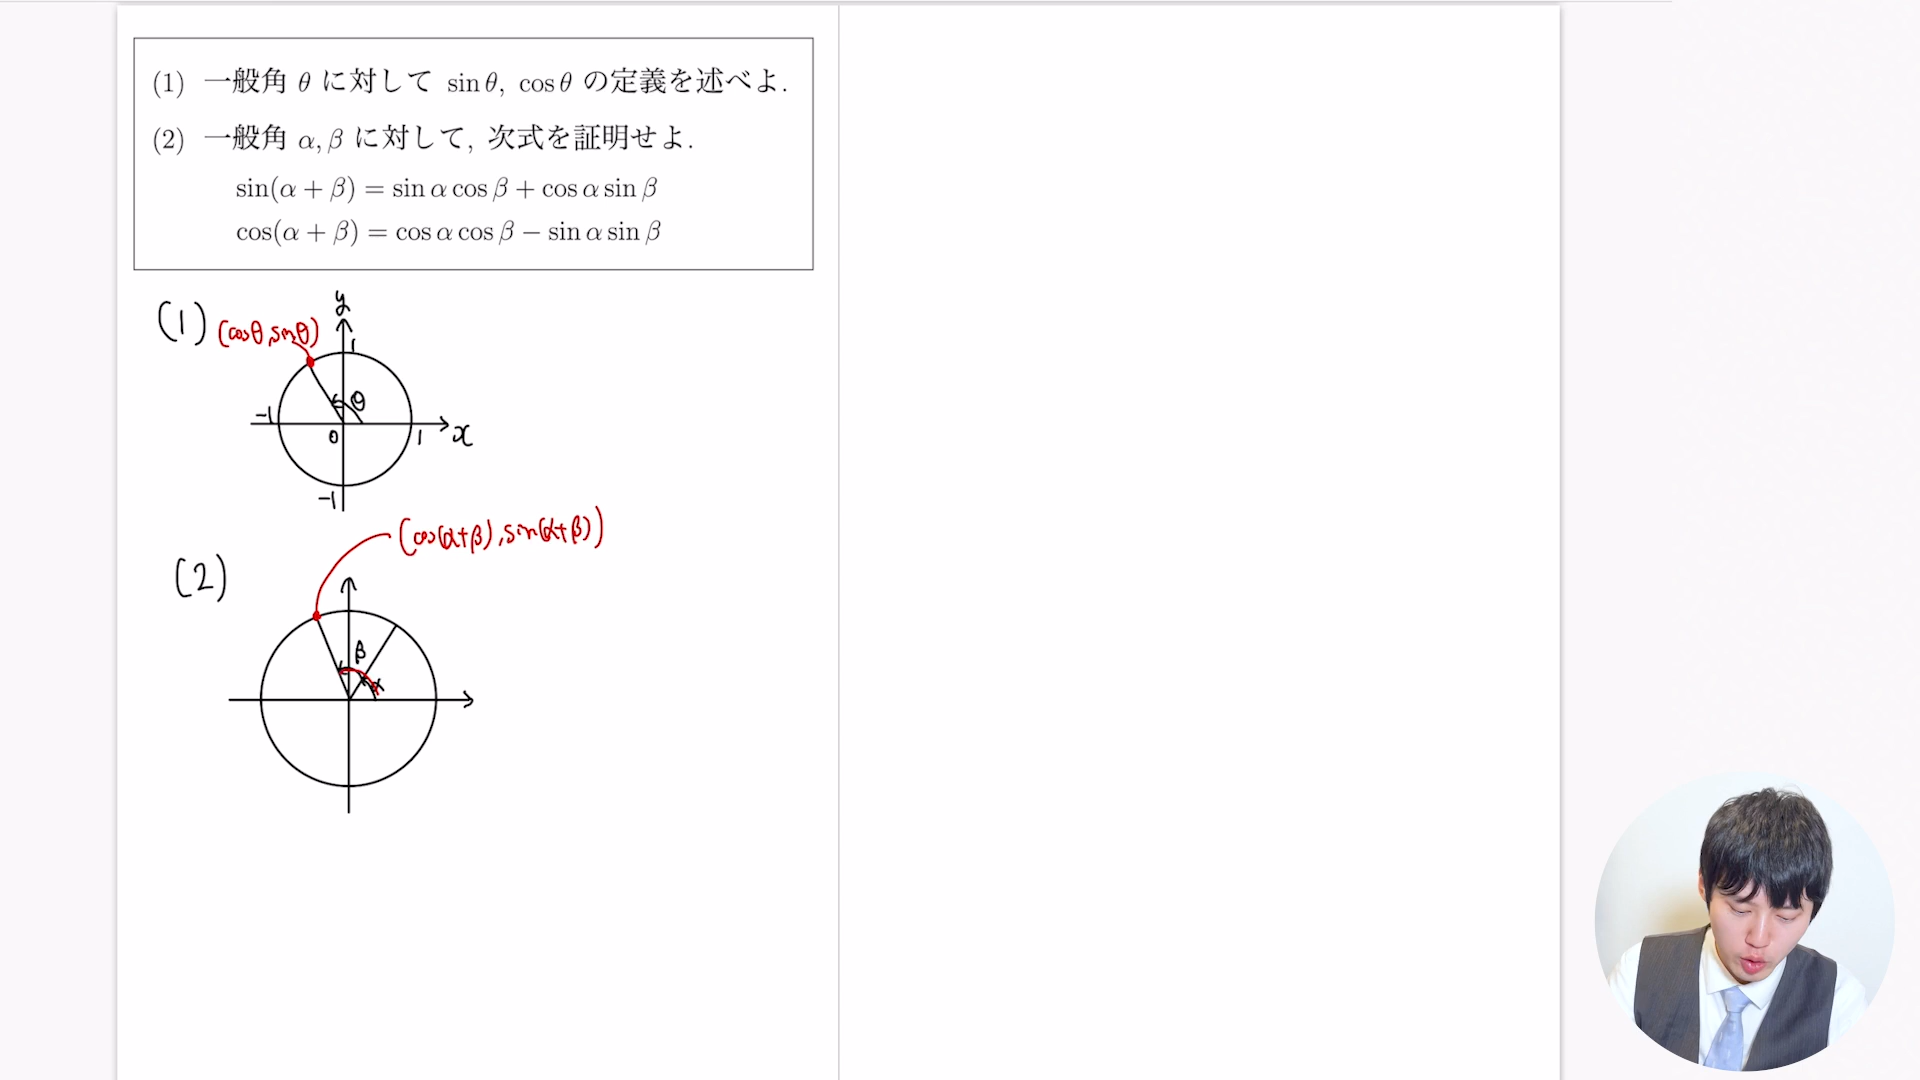 (1) 一般角 θ に対して sin θ, cos θ の定義を述べよ.
(2) 一般角 α, β に対して, 次式を証明せよ.
sin(α + β) = sin α cos β + cos α sin β
cos(α + β) = cos α cos β − sin α sin β
(1)
y
(cosθ, sinθ)
1
θ
-1
0
1
x
-1
(cos(α+β), sin(α+β))
(2)
β
α